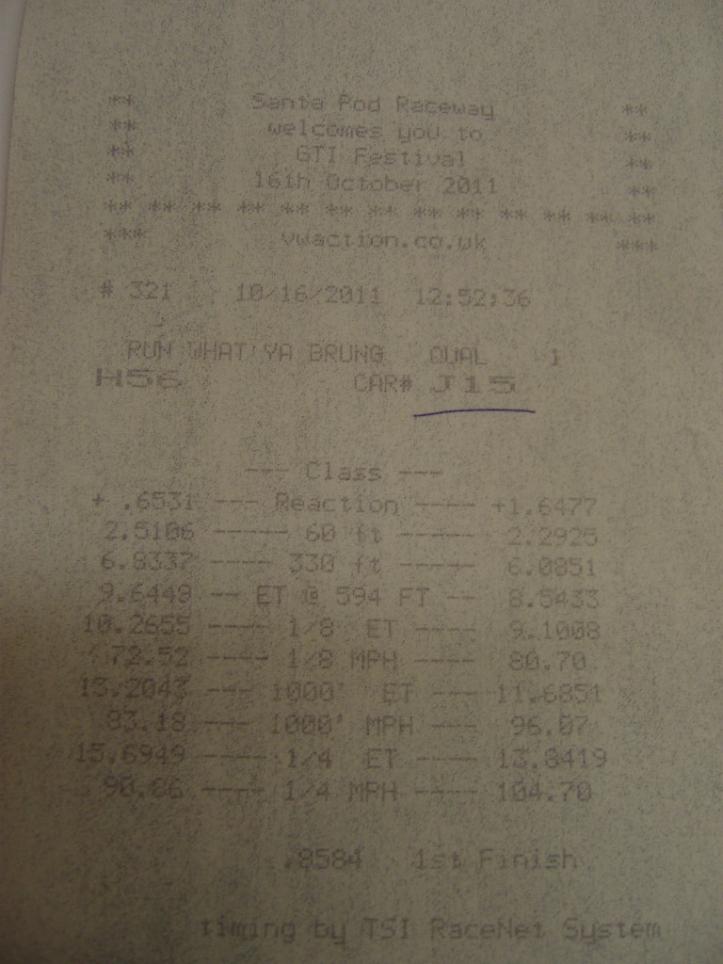 ** Santa Pod Raceway **
** welcomes you to **
** GTI Festival **
** 16th October 2011 **
** ** ** ** ** ** ** ** ** ** ** ** **
*** vwaction.co.uk ***
# 321 10/16/2011 12:52:36
RUN WHAT YA BRUNG QUAL 1
H56 CAR# J15
--- Class ---
+ .6531 --- Reaction ---- +1.6477
2.5106 ----- 60 ft ----- 2.2925
6.8337 ---- 330 ft ---- 6.0851
9.6448 -- ET @ 594 FT -- 8.5433
10.2655 ---- 1/8 ET ---- 9.1008
72.52 ---- 1/8 MPH ---- 80.70
13.2043 --- 1000' ET --- 11.6851
83.18 --- 1000' MPH --- 96.07
15.6949 ---- 1/4 ET ---- 13.8419
90.86 --- 1/4 MPH ---- 104.70
.8584 1st Finish
timing by TSI RaceNet System